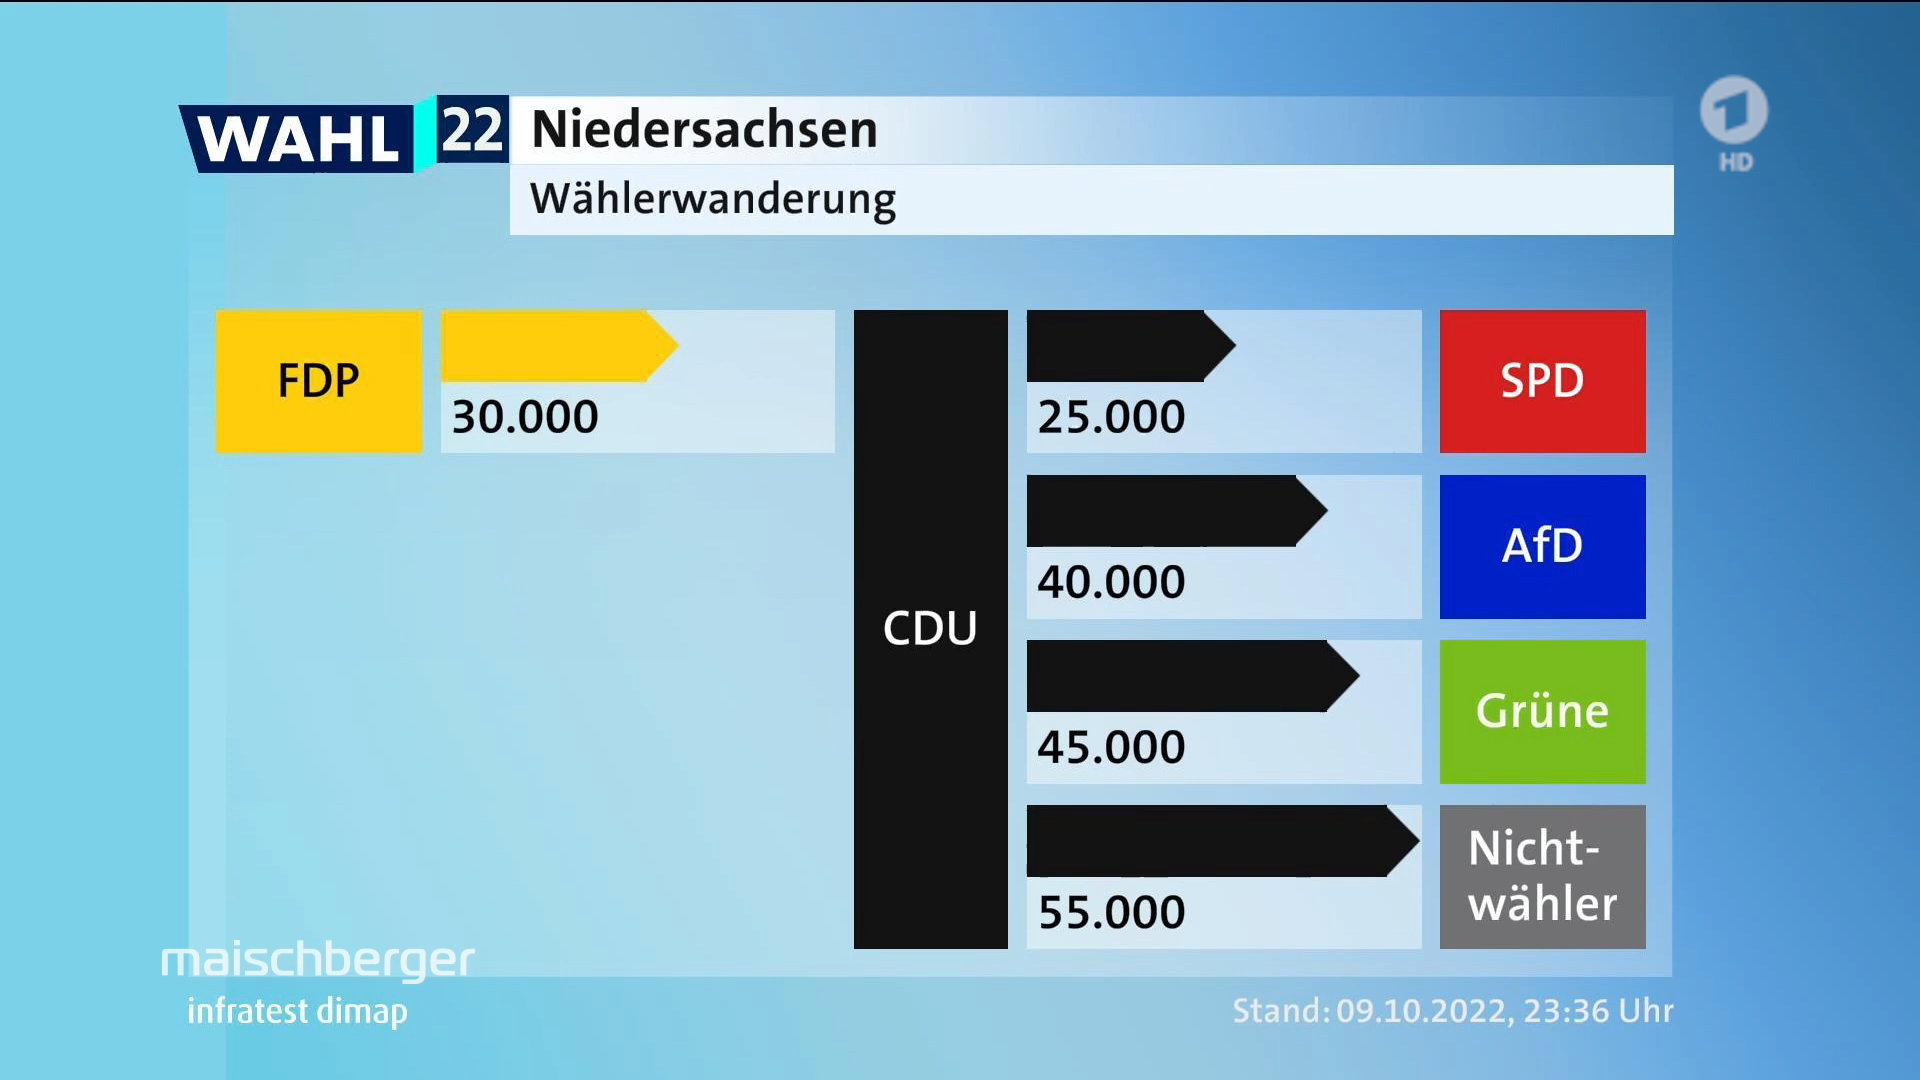 WAHL 22 Niedersachsen
Wählerwanderung
1
HD
FDP
30.000
CDU
25.000
SPD
40.000
AfD
45.000
Grüne
55.000
Nicht-
wähler
maischberger
infratest dimap
Stand: 09.10.2022, 23:36 Uhr